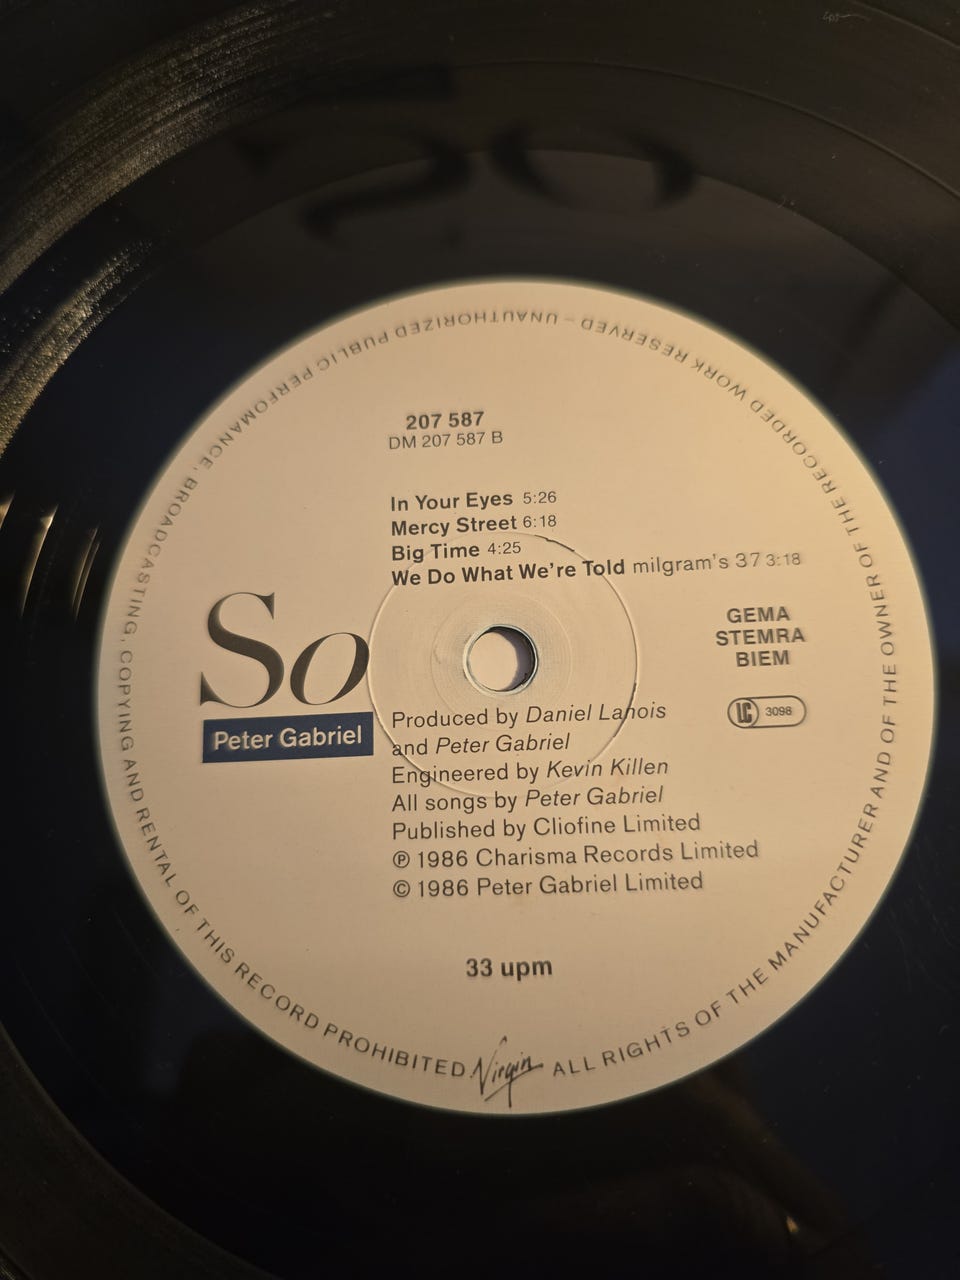 207 587
DM 207 587 B
In Your Eyes 5:26
Mercy Street 6:18
Big Time 4:25
We Do What We're Told milgram's 37 3:18
So
Peter Gabriel
GEMA
STEMRA
BIEM
LC 3098
Produced by Daniel Lanois
and Peter Gabriel
Engineered by Kevin Killen
All songs by Peter Gabriel
Published by Cliofine Limited
℗ 1986 Charisma Records Limited
© 1986 Peter Gabriel Limited
33 upm
Virgin
ALL RIGHTS OF THE MANUFACTURER AND OF THE OWNER OF THE RECORDED WORK RESERVED – UNAUTHORIZED PUBLIC PERFOMANCE, BROADCASTING, COPYING AND RENTAL OF THIS RECORD PROHIBITED